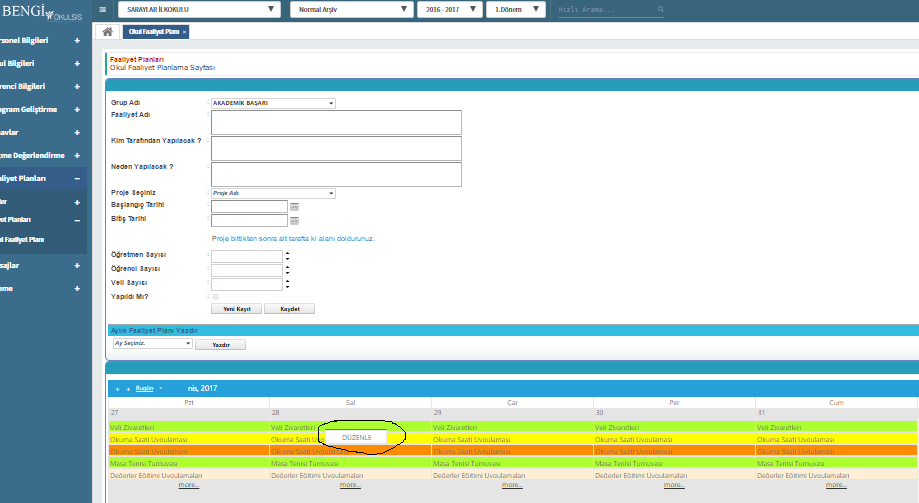 BENGİ OKULSİS
SARAYLAR İLKOKULU
Normal Arşiv
2016 - 2017
1.Dönem
Hızlı Arama...
Okul Faaliyet Planı ×
rsonel Bilgileri +
ul Bilgileri +
renci Bilgileri +
ogram Geliştirme +
navlar +
tme Değerlendirme +
aliyet Planları −
ler +
yet Planları −
ul Faaliyet Planı
sajlar +
eme +
Faaliyet Planları
Okul Faaliyet Planlama Sayfası
Grup Adı : AKADEMİK BAŞARI
Faaliyet Adı :
Kim Tarafından Yapılacak ? :
Neden Yapılacak ? :
Proje Seçiniz : Proje Adı
Başlangıç Tarihi :
Bitiş Tarihi :
Proje bittikten sonra alt tarafta ki alanı doldurunuz.
Öğretmen Sayısı :
Öğrenci Sayısı :
Veli Sayısı :
Yapıldı Mı? :
Yeni Kayıt Kaydet
Aylık Faaliyet Planı Yazdır
Ay Seçiniz. Yazdır
Bugün nis, 2017
Pzt Sal Çar Per Cum
27 28 29 30 31
Veli Ziyaretleri Veli Ziyaretleri Veli Ziyaretleri Veli Ziyaretleri Veli Ziyaretleri
DÜZENLE
Okuma Saati Uygulaması Okuma Saati Okuma Saati Uygulaması Okuma Saati Uygulaması Okuma Saati Uygulaması
Okuma Saati Uygulaması Okuma Saati Uygulaması Okuma Saati Uygulaması Okuma Saati Uygulaması Okuma Saati Uygulaması
Masa Tenisi Turnuvası Masa Tenisi Turnuvası Masa Tenisi Turnuvası Masa Tenisi Turnuvası Masa Tenisi Turnuvası
Değerler Eğitimi Uygulamaları Değerler Eğitimi Uygulamaları Değerler Eğitimi Uygulamaları Değerler Eğitimi Uygulamaları Değerler Eğitimi Uygulamaları
more... more... more... more... more...